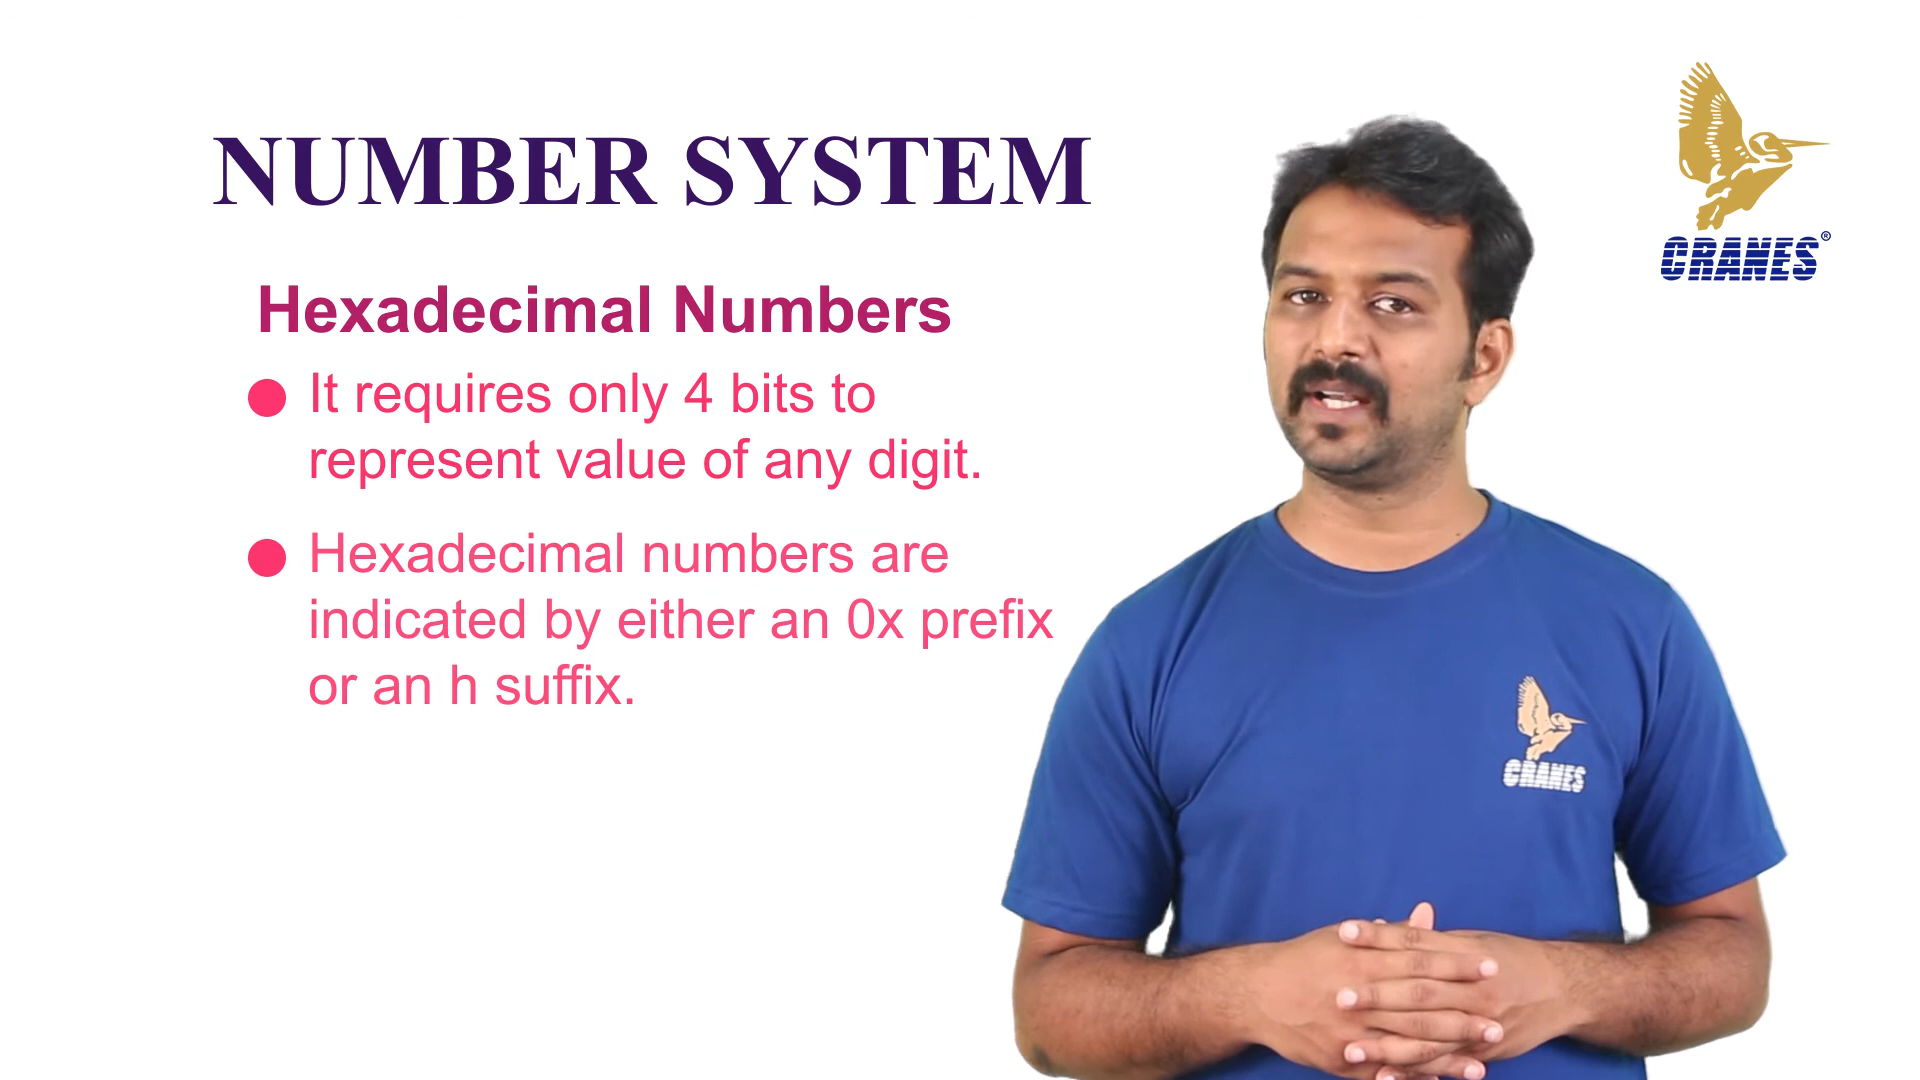 NUMBER SYSTEM
Hexadecimal Numbers
● It requires only 4 bits to
represent value of any digit.
● Hexadecimal numbers are
indicated by either an 0x prefix
or an h suffix.
CRANES®
CRANES